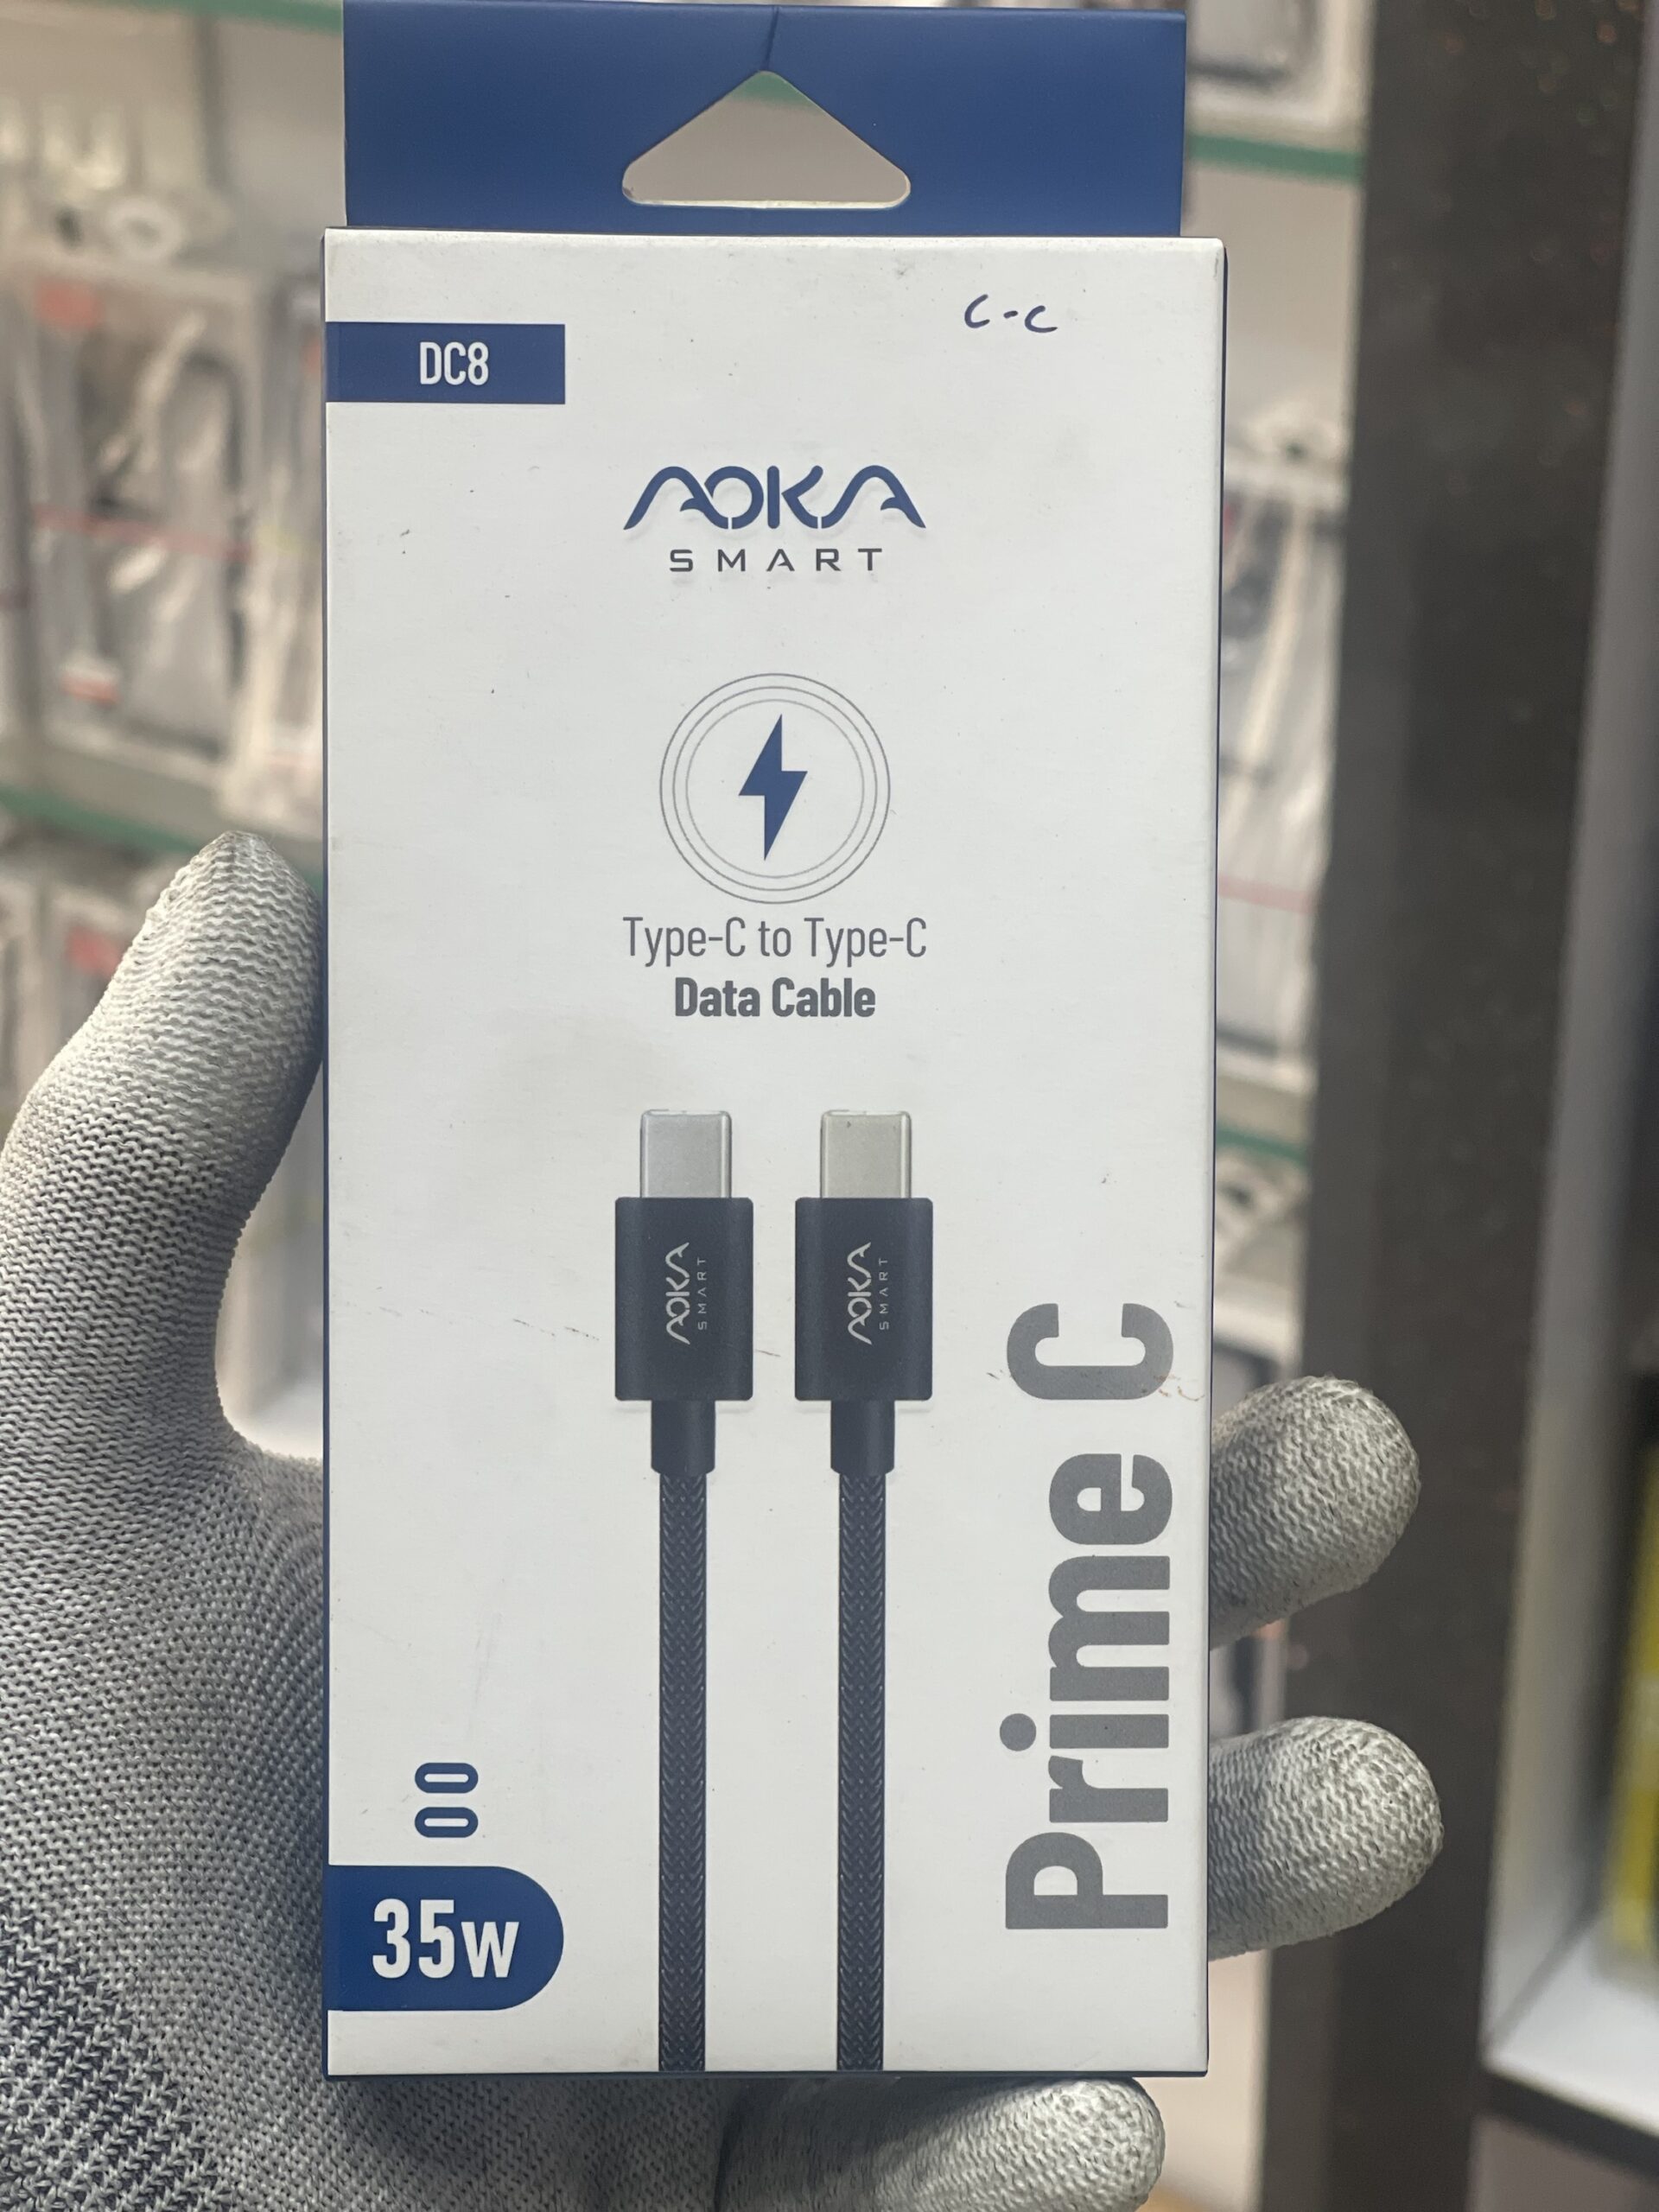 C-C
DC8
AOKA
SMART
Type-C to Type-C
Data Cable
AOKA
SMART
AOKA
SMART
Prime C
35w